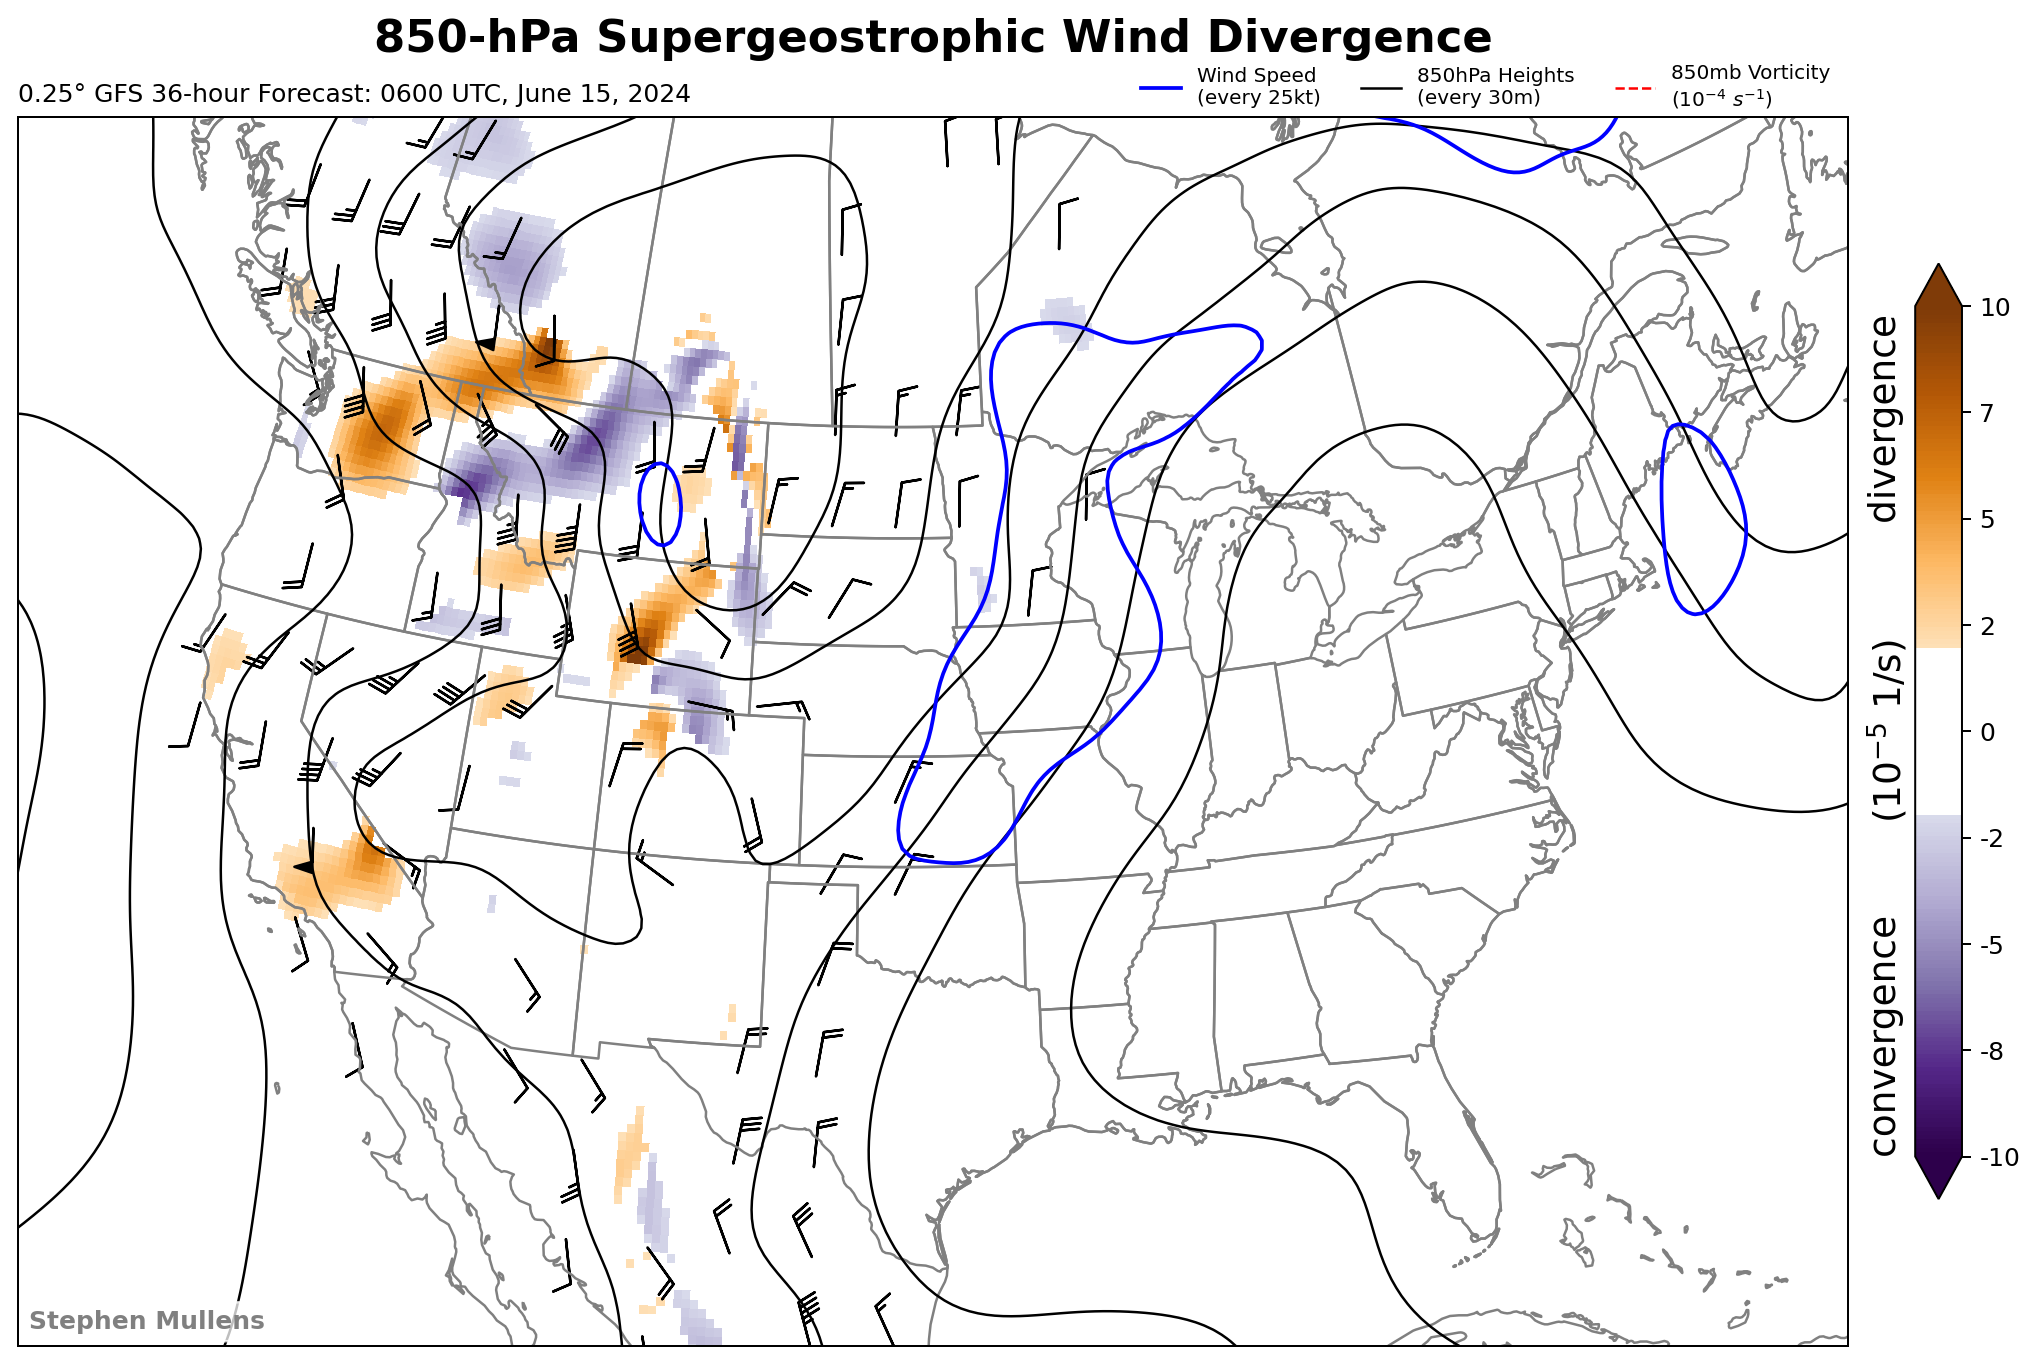 850-hPa Supergeostrophic Wind Divergence
0.25° GFS 36-hour Forecast: 0600 UTC, June 15, 2024
Wind Speed
(every 25kt)
850hPa Heights
(every 30m)
850mb Vorticity
(10⁻⁴ s⁻¹)
10
7
5
2
0
-2
-5
-8
-10
convergence (10⁻⁵ 1/s) divergence
Stephen Mullens